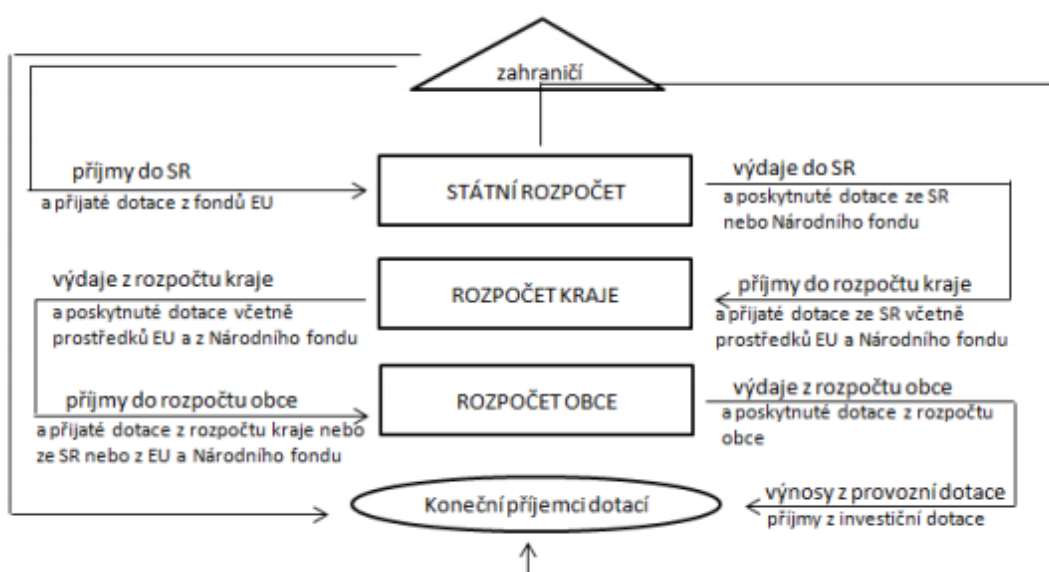 zahraničí
příjmy do SR
a přijaté dotace z fondů EU
STÁTNÍ ROZPOČET
výdaje do SR
a poskytnuté dotace ze SR
nebo Národního fondu
výdaje z rozpočtu kraje
a poskytnuté dotace včetně
prostředků EU a z Národního fondu
ROZPOČET KRAJE
příjmy do rozpočtu kraje
a přijaté dotace ze SR včetně
prostředků EU a Národního fondu
příjmy do rozpočtu obce
a přijaté dotace z rozpočtu kraje nebo
ze SR nebo z EU a Národního fondu
ROZPOČET OBCE
výdaje z rozpočtu obce
a poskytnuté dotace z rozpočtu
obce
Koneční příjemci dotací
výnosy z provozní dotace
příjmy z investiční dotace